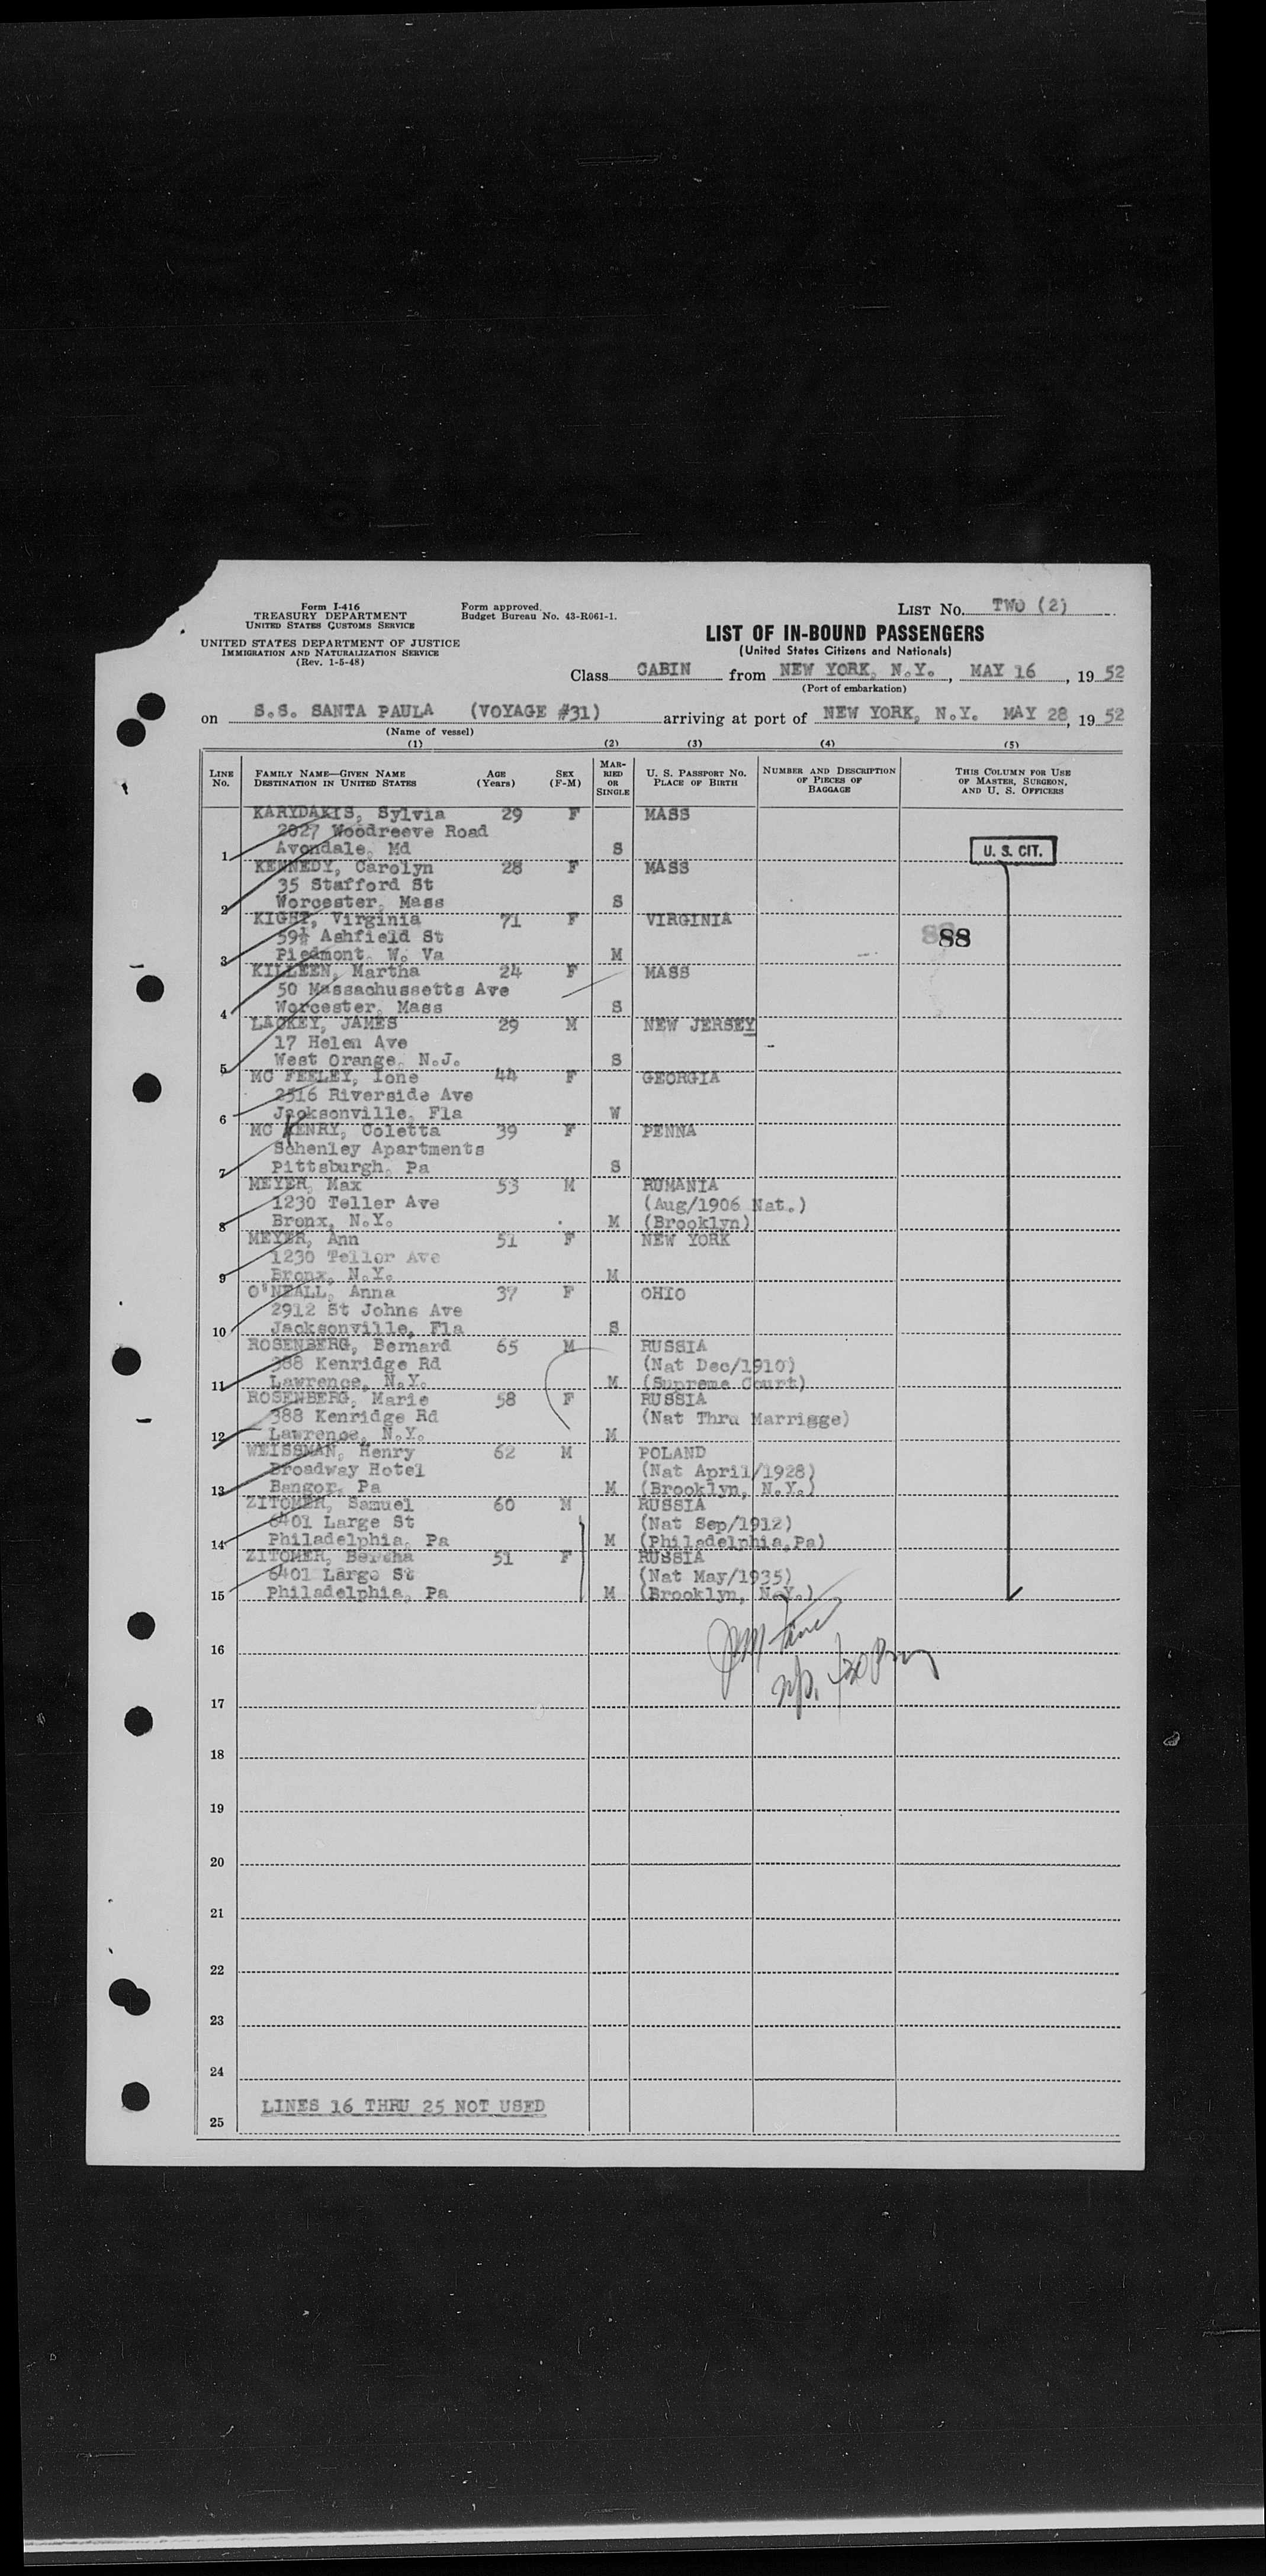 Form I-416
TREASURY DEPARTMENT
UNITED STATES CUSTOMS SERVICE
UNITED STATES DEPARTMENT OF JUSTICE
IMMIGRATION AND NATURALIZATION SERVICE
(Rev. 1-5-48)
Form approved.
Budget Bureau No. 43-R061-1.
LIST No. TWO (2)
LIST OF IN-BOUND PASSENGERS
(United States Citizens and Nationals)
Class CABIN from NEW YORK, N.Y., MAY 16, 1952
(Port of embarkation)
on S.S. SANTA PAULA (VOYAGE #31) arriving at port of NEW YORK, N.Y. MAY 28, 1952
(Name of vessel)
(1) (2) (3) (4) (5)
LINE No. FAMILY NAME—GIVEN NAME DESTINATION IN UNITED STATES AGE (Years) SEX (F-M) MARRIED OR SINGLE U. S. PASSPORT NO. PLACE OF BIRTH NUMBER AND DESCRIPTION OF PIECES OF BAGGAGE THIS COLUMN FOR USE OF MASTER, SURGEON, AND U. S. OFFICERS
KARYDAKIS, Sylvia 29 F MASS
2027 Woodreeve Road
1 Avondale, Md S U. S. CIT.
KENNEDY, Carolyn 28 F MASS
35 Stafford St
2 Worcester, Mass S
KIGHT, Virginia 71 F VIRGINIA
59½ Ashfield St 88
3 Piedmont, W. Va M
KILLEEN, Martha 24 F MASS
50 Massachussetts Ave
4 Worcester, Mass S
LACKEY, JAMES 29 M NEW JERSEY
17 Helen Ave
5 West Orange, N.J. S
MC FEELEY, Ione 44 F GEORGIA
2516 Riverside Ave
6 Jacksonville, Fla W
MC KENRY, Coletta 39 F PENNA
Schenley Apartments
7 Pittsburgh, Pa S
MEYER, Max 53 M RUMANIA
1230 Teller Ave (Aug/1906 Nat.)
8 Bronx, N.Y. M (Brooklyn)
MEYER, Ann 51 F NEW YORK
1230 Teller Ave
9 Bronx, N.Y. M
O'NEALL, Anna 37 F OHIO
2912 St Johns Ave
10 Jacksonville, Fla S
ROSENBERG, Bernard 65 M RUSSIA
388 Kenridge Rd (Nat Dec/1910)
11 Lawrence, N.Y. M (Supreme Court)
ROSENBERG, Marie 58 F RUSSIA
388 Kenridge Rd (Nat Thru Marrigge)
12 Lawrence, N.Y. M
WEISSMAN, Henry 62 M POLAND
Broadway Hotel (Nat April/1928)
13 Bangor, Pa M (Brooklyn, N.Y.)
ZITOMER, Samuel 60 M RUSSIA
6401 Large St (Nat Sep/1912)
14 Philadelphia, Pa M (Philadelphia,Pa)
ZITOMER, Bertha 51 F RUSSIA
6401 Large St (Nat May/1935)
15 Philadelphia, Pa M (Brooklyn, N.Y.)
16
17
18
19
20
21
22
23
24
LINES 16 THRU 25 NOT USED
25